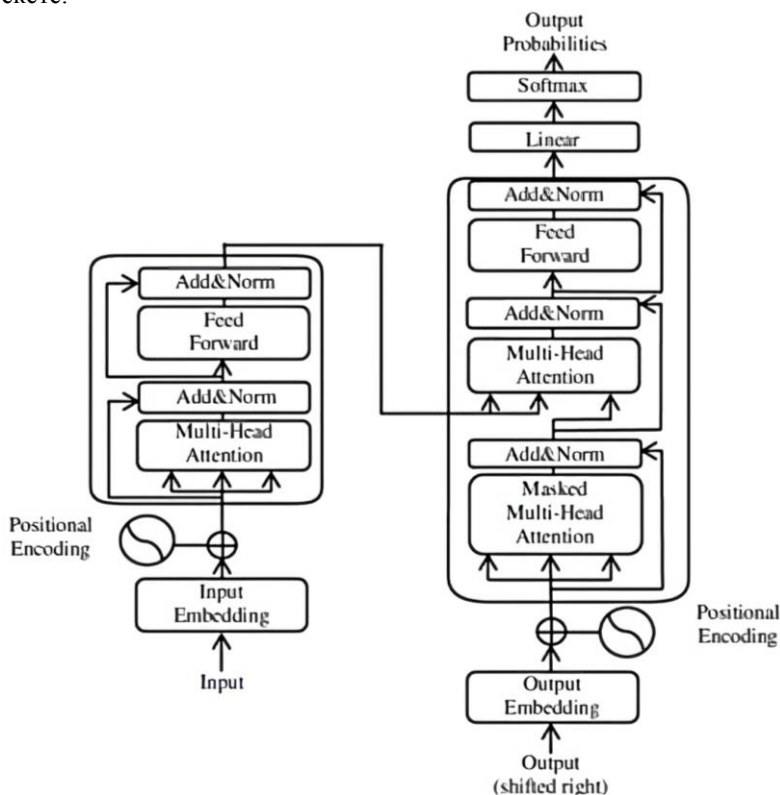 Output
Probabilities
Softmax
Linear
Add&Norm
Feed
Forward
Add&Norm
Multi-Head
Attention
Add&Norm
Masked
Multi-Head
Attention
Positional
Encoding
Output
Embedding
Output
(shifted right)
Add&Norm
Feed
Forward
Add&Norm
Multi-Head
Attention
Positional
Encoding
Input
Embedding
Input